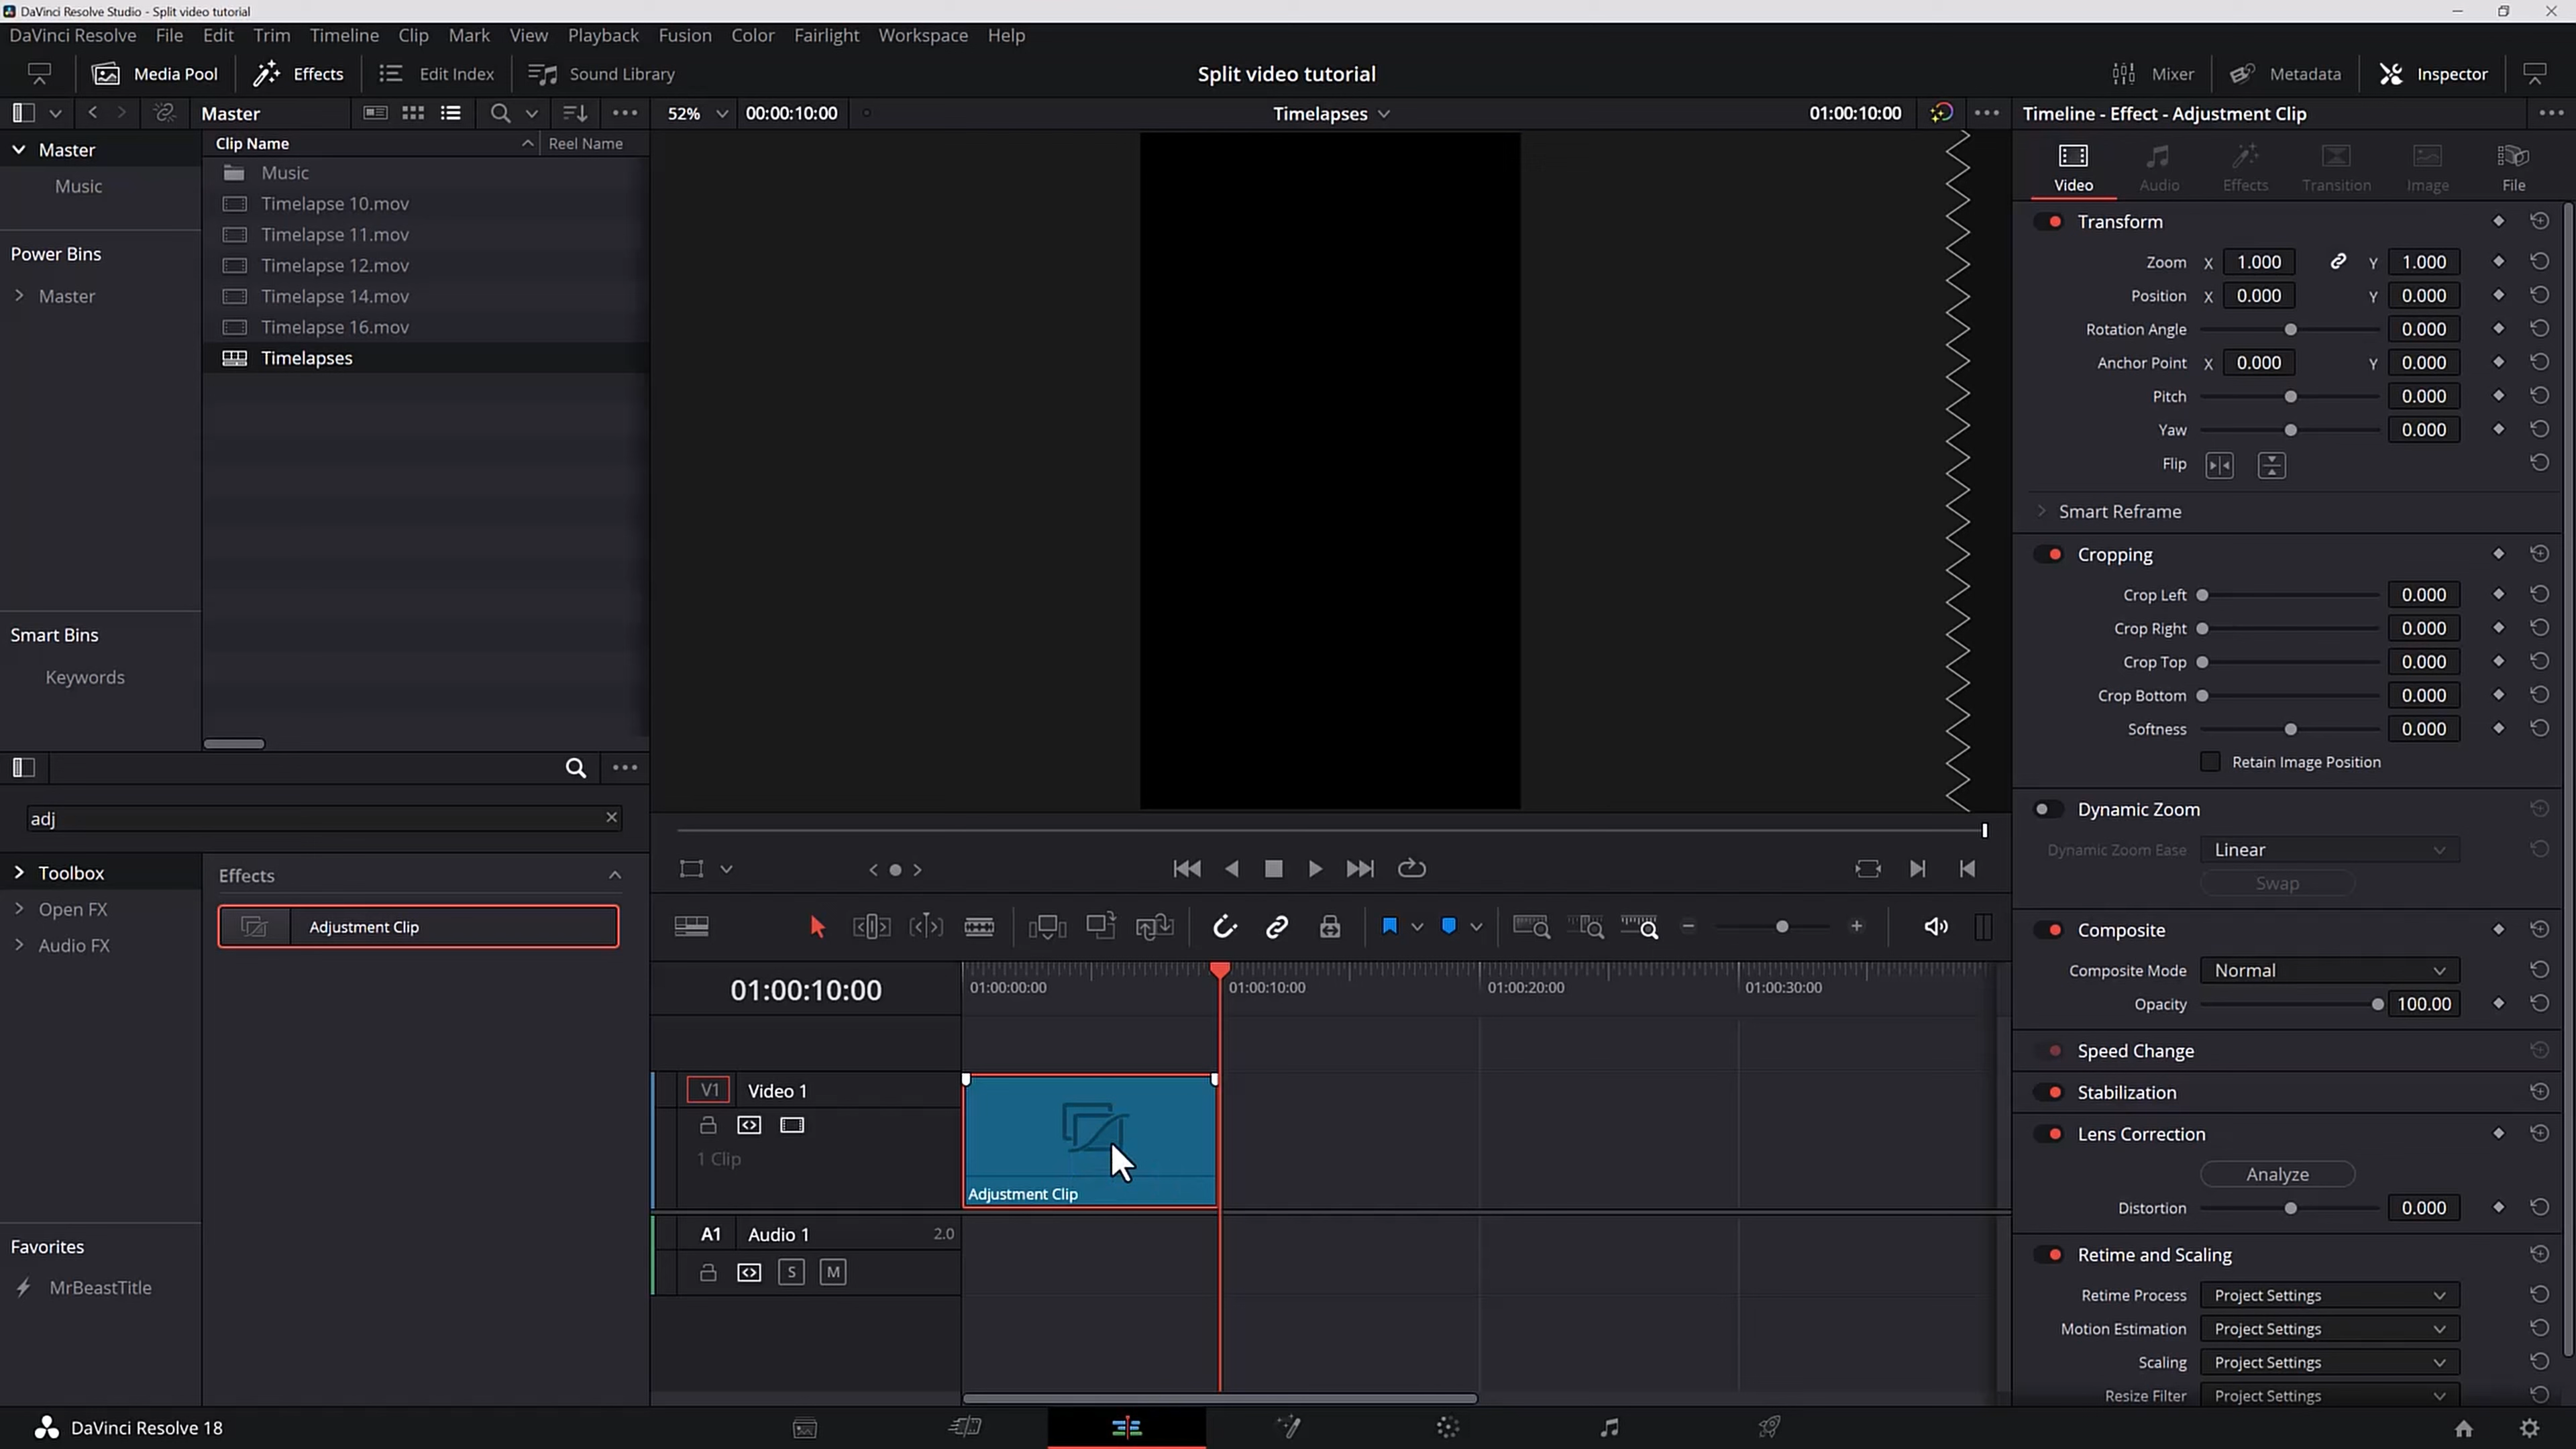 DaVinci Resolve Studio - Split video tutorial
DaVinci Resolve File Edit Trim Timeline Clip Mark View Playback Fusion Color Fairlight Workspace Help
Media Pool Effects Edit Index Sound Library Split video tutorial Mixer Metadata Inspector
Master 52% 00:00:10:00 Timelapses 01:00:10:00 Timeline - Effect - Adjustment Clip
Master
Music
Power Bins
Master
Smart Bins
Keywords
Clip Name Reel Name
Music
Timelapse 10.mov
Timelapse 11.mov
Timelapse 12.mov
Timelapse 14.mov
Timelapse 16.mov
Timelapses
adj
Toolbox
Open FX
Audio FX
Favorites
MrBeastTitle
Effects
Adjustment Clip
01:00:10:00 01:00:00:00 01:00:10:00 01:00:20:00 01:00:30:00
V1 Video 1
1 Clip
Adjustment Clip
A1 Audio 1 2.0
S M
Video Audio Effects Transition Image File
Transform
Zoom X 1.000 Y 1.000
Position X 0.000 Y 0.000
Rotation Angle 0.000
Anchor Point X 0.000 Y 0.000
Pitch 0.000
Yaw 0.000
Flip
Smart Reframe
Cropping
Crop Left 0.000
Crop Right 0.000
Crop Top 0.000
Crop Bottom 0.000
Softness 0.000
Retain Image Position
Dynamic Zoom
Dynamic Zoom Ease Linear
Swap
Composite
Composite Mode Normal
Opacity 100.00
Speed Change
Stabilization
Lens Correction
Analyze
Distortion 0.000
Retime and Scaling
Retime Process Project Settings
Motion Estimation Project Settings
Scaling Project Settings
Resize Filter Project Settings
DaVinci Resolve 18